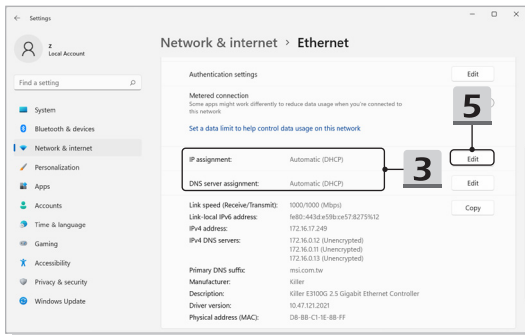 Settings
Network & internet > Ethernet
z
Local Account
Find a setting
System
Bluetooth & devices
Network & internet
Personalization
Apps
Accounts
Time & language
Gaming
Accessibility
Privacy & security
Windows Update
Authentication settings Edit
Metered connection
Some apps might work differently to reduce data usage when you're connected to
this network
5
Set a data limit to help control data usage on this network
IP assignment: Automatic (DHCP) Edit
3
DNS server assignment: Automatic (DHCP) Edit
Link speed (Receive/Transmit): 1000/1000 (Mbps) Copy
Link-local IPv6 address: fe80::443d:e59b:ce57:8275%12
IPv4 address: 172.16.17.249
IPv4 DNS servers: 172.16.0.12 (Unencrypted)
172.16.0.11 (Unencrypted)
172.16.0.13 (Unencrypted)
Primary DNS suffix: msi.com.tw
Manufacturer: Killer
Description: Killer E3100G 2.5 Gigabit Ethernet Controller
Driver version: 10.47.121.2021
Physical address (MAC): D8-BB-C1-1E-8B-FF